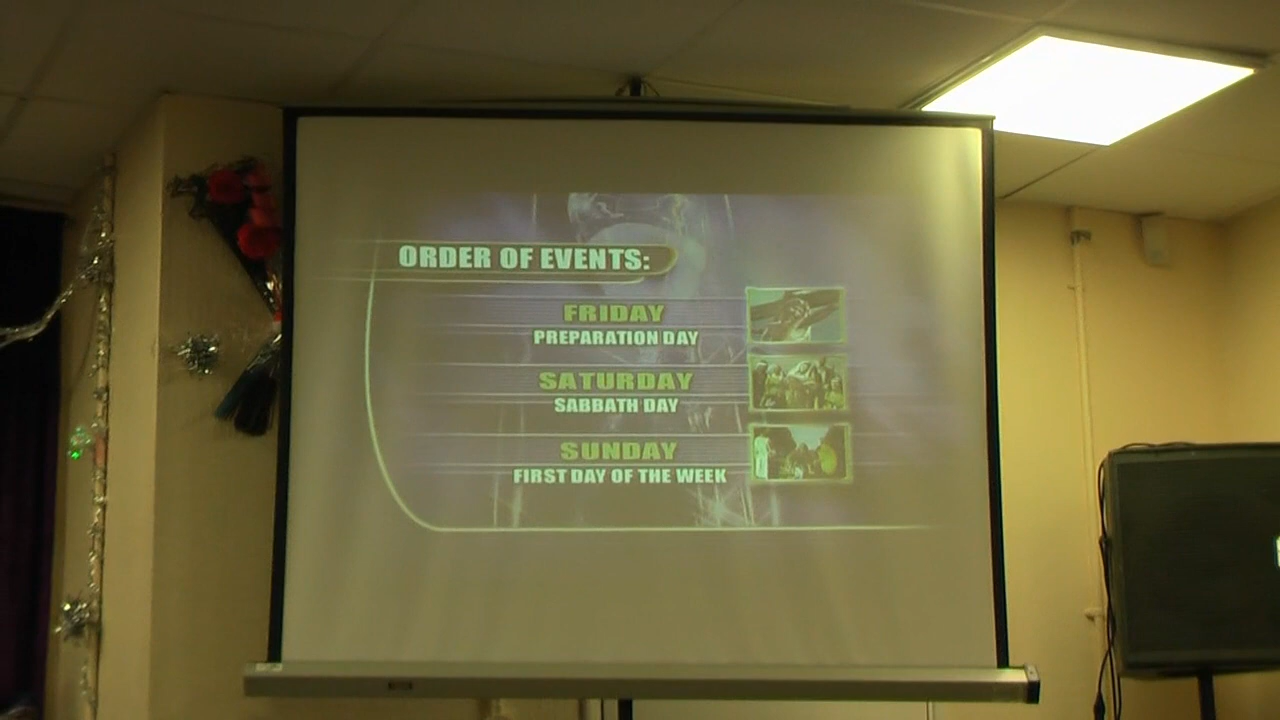 ORDER OF EVENTS:
FRIDAY
PREPARATION DAY
SATURDAY
SABBATH DAY
SUNDAY
FIRST DAY OF THE WEEK